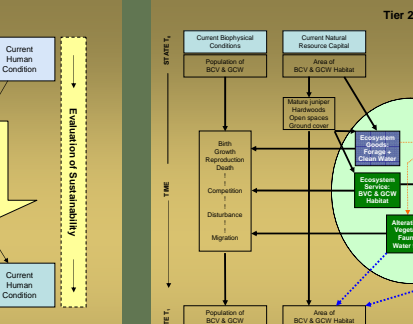 Current
Human
Condition
Evaluation of Sustainability
Current
Human
Condition
Tier 2
STATE T
Current Biophysical
Conditions
Current Natural
Resource Capital
Population of
BCV & GCW
Area of
BCV & GCW Habitat
Mature juniper
Hardwoods
Open spaces
Ground cover
Birth
Growth
Reproduction
Death
Competition
Disturbance
Migration
TIME
Ecosystem
Goods:
Forage +
Clean Water
Ecosystem
Service:
BVC & GCW
Habitat
Altera
Veget
Faun
Water
TE T
Population of
BCV & GCW
Area of
BCV & GCW Habitat